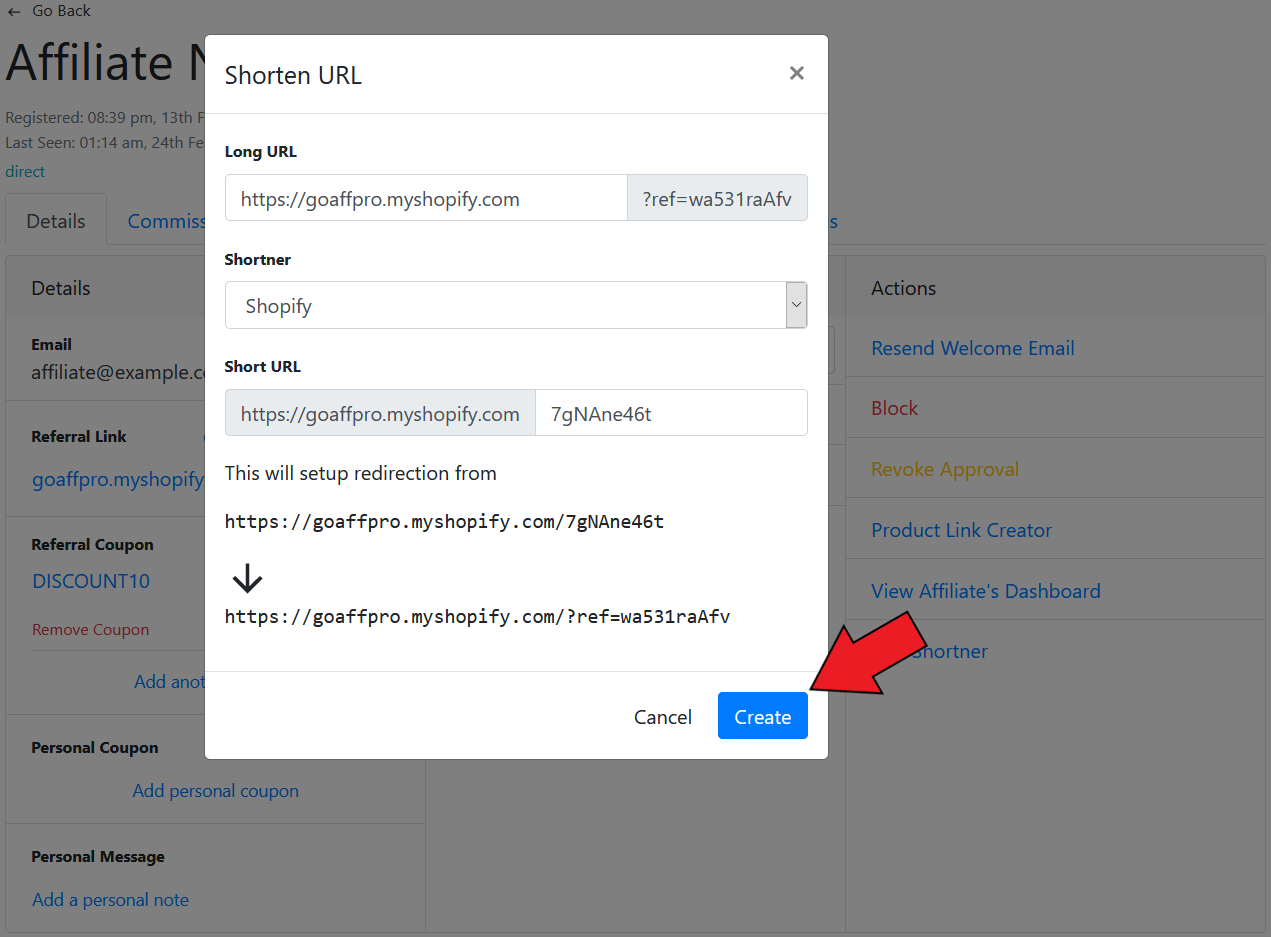 ← Go Back
Affiliate
Registered: 08:39 pm, 13th
Last Seen: 01:14 am, 24th Fe
direct
Details
Commiss
Details
Email
affiliate@example.co
Referral Link
goaffpro.myshopify
Referral Coupon
DISCOUNT10
Remove Coupon
Add anot
Personal Coupon
Add personal coupon
Personal Message
Add a personal note
Shorten URL ×
Long URL
https://goaffpro.myshopify.com ?ref=wa531raAfv
Shortner
Shopify
Short URL
https://goaffpro.myshopify.com 7gNAne46t
This will setup redirection from
https://goaffpro.myshopify.com/7gNAne46t
↓
https://goaffpro.myshopify.com/?ref=wa531raAfv
Cancel Create
Actions
Resend Welcome Email
Block
Revoke Approval
Product Link Creator
View Affiliate's Dashboard
Shortner